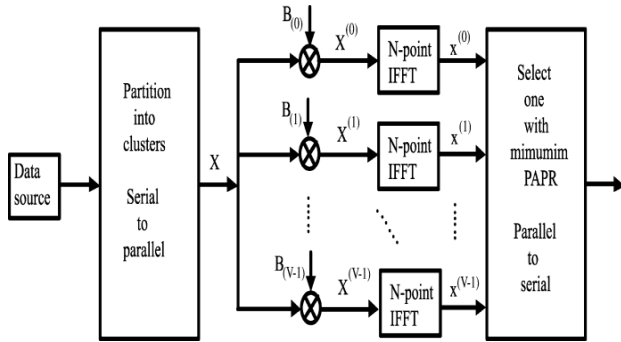 Data
source
Partition
into
clusters
Serial
to
parallel
X
B(0)
X(0)
N-point
IFFT
x(0)
B(1)
X(1)
N-point
IFFT
x(1)
B(V-1)
X(V-1)
N-point
IFFT
x(V-1)
Select
one
with
mimumim
PAPR
Parallel
to
serial